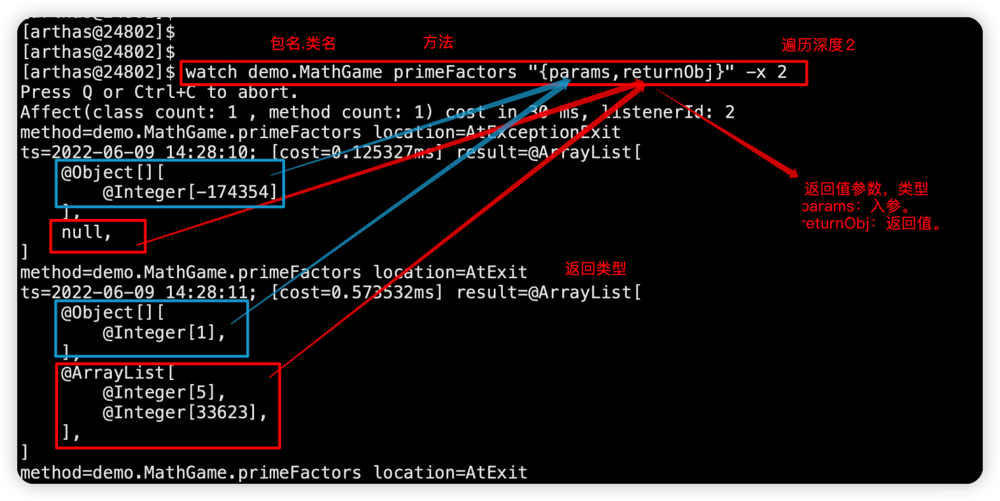 [arthas@24802]$
[arthas@24802]$
包名.类名 方法 遍历深度2
[arthas@24802]$
[arthas@24802]$ watch demo.MathGame primeFactors "{params,returnObj}" -x 2
Press Q or Ctrl+C to abort.
Affect(class count: 1 , method count: 1) cost in 30 ms, listenerId: 2
method=demo.MathGame.primeFactors location=AtExceptionExit
ts=2022-06-09 14:28:10; [cost=0.125327ms] result=@ArrayList[
@Object[][
@Integer[-174354]
],
null,
]
返回值参数，类型
params：入参。
returnObj：返回值。
返回类型
method=demo.MathGame.primeFactors location=AtExit
ts=2022-06-09 14:28:11; [cost=0.573532ms] result=@ArrayList[
@Object[][
@Integer[1],
],
@ArrayList[
@Integer[5],
@Integer[33623],
],
]
method=demo.MathGame.primeFactors location=AtExit